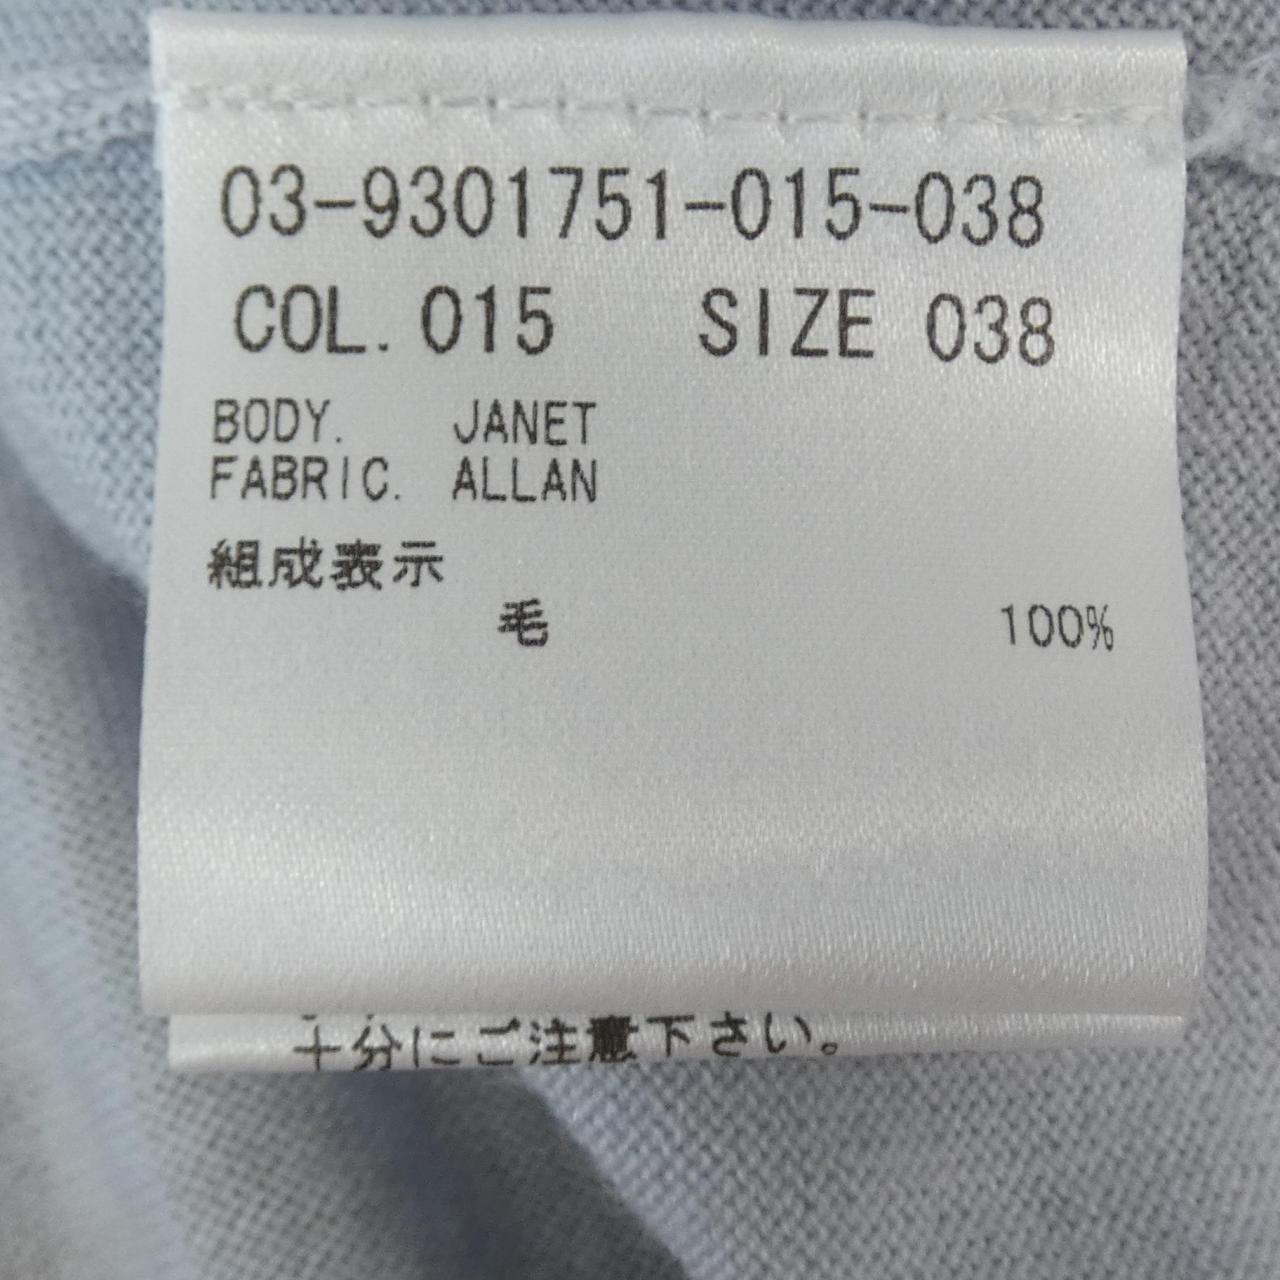 03-9301751-015-038
COL. 015 SIZE 038
BODY. JANET
FABRIC. ALLAN
組成表示
毛 100%
十分にご注意下さい。